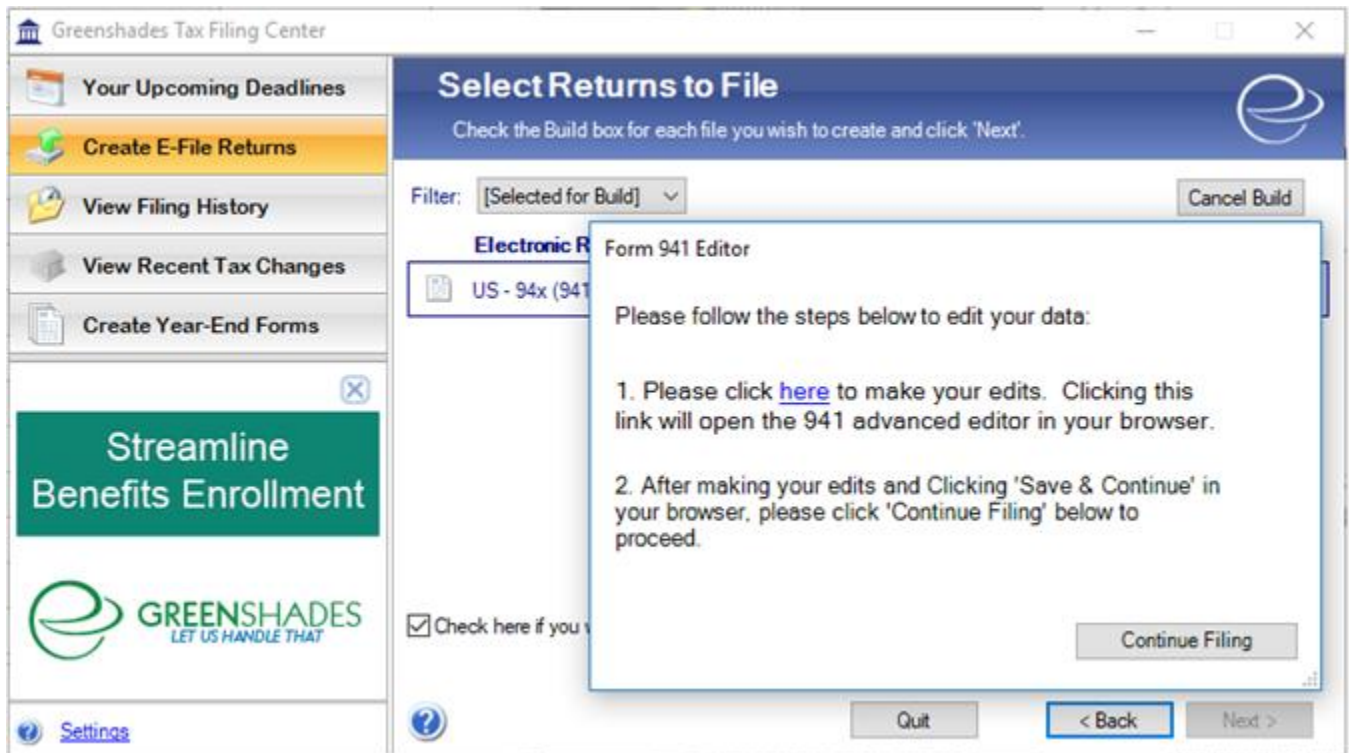 Greenshades Tax Filing Center
Your Upcoming Deadlines
Create E-File Returns
View Filing History
View Recent Tax Changes
Create Year-End Forms
Streamline
Benefits Enrollment
GREENSHADES
LET US HANDLE THAT
Settings
Select Returns to File
Check the Build box for each file you wish to create and click 'Next'.
Filter: [Selected for Build]
Cancel Build
Electronic R
US - 94x (941
Form 941 Editor
Please follow the steps below to edit your data:
1. Please click here to make your edits. Clicking this
link will open the 941 advanced editor in your browser.
2. After making your edits and Clicking 'Save & Continue' in
your browser, please click 'Continue Filing' below to
proceed.
Continue Filing
Check here if you
Quit
< Back
Next >